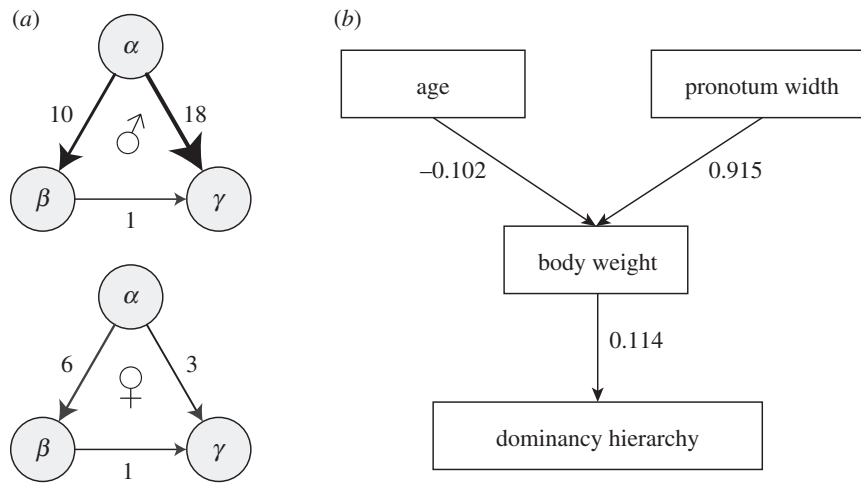 (a)
α
10
18
♂
β
γ
1
α
6
3
♀
β
γ
1
(b)
age
pronotum width
–0.102
0.915
body weight
0.114
dominancy hierarchy